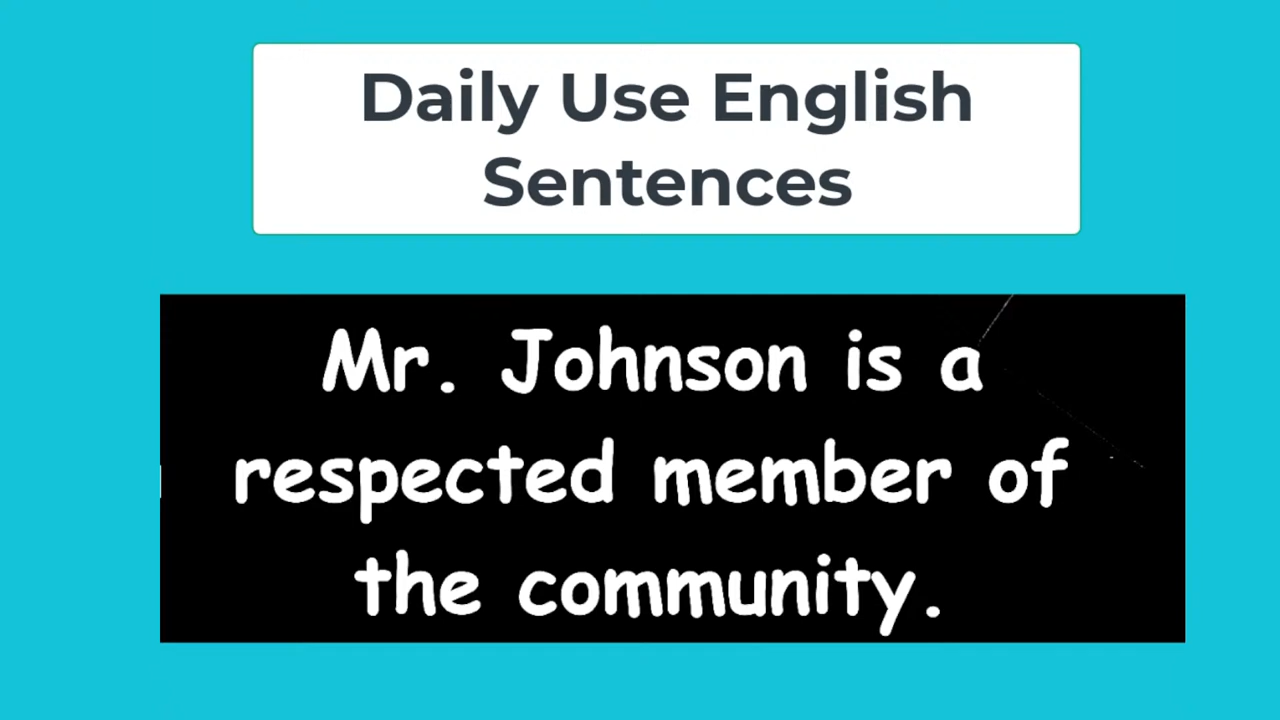 Daily Use English
Sentences
Mr. Johnson is a
respected member of
the community.